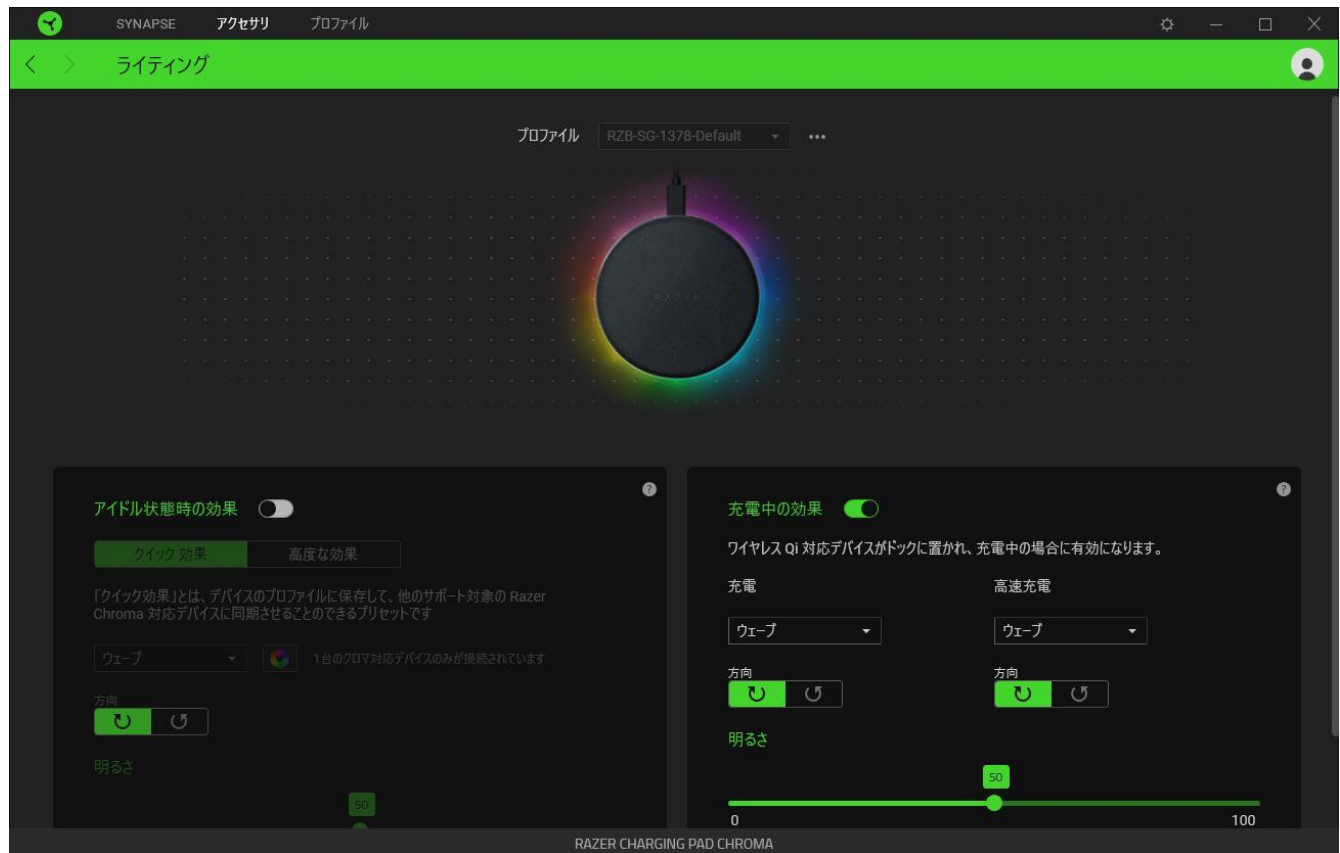 SYNAPSE アクセサリ プロファイル
ライティング
プロファイル RZB-SG-1378-Default
RAZER
アイドル状態時の効果
クイック 効果 高度な効果
「クイック効果」とは、デバイスのプロファイルに保存して、他のサポート対象の Razer
Chroma 対応デバイスに同期させることのできるプリセットです
ウェーブ 1台のクロマ対応デバイスのみが接続されています
方向
明るさ
50
充電中の効果
ワイヤレス Qi 対応デバイスがドックに置かれ、充電中の場合に有効になります。
充電 高速充電
ウェーブ ウェーブ
方向 方向
明るさ
50
0 100
RAZER CHARGING PAD CHROMA